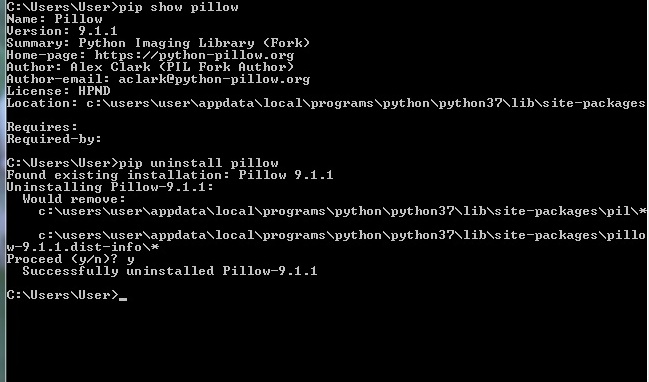 C:\Users\User>pip show pillow
Name: Pillow
Version: 9.1.1
Summary: Python Imaging Library (Fork)
Home-page: https://python-pillow.org
Author: Alex Clark (PIL Fork Author)
Author-email: aclark@python-pillow.org
License: HPND
Location: c:\users\user\appdata\local\programs\python\python37\lib\site-packages
Requires:
Required-by:
C:\Users\User>pip uninstall pillow
Found existing installation: Pillow 9.1.1
Uninstalling Pillow-9.1.1:
  Would remove:
    c:\users\user\appdata\local\programs\python\python37\lib\site-packages\pil\*
    c:\users\user\appdata\local\programs\python\python37\lib\site-packages\pillo
w-9.1.1.dist-info\*
Proceed (y/n)? y
  Successfully uninstalled Pillow-9.1.1
C:\Users\User>_